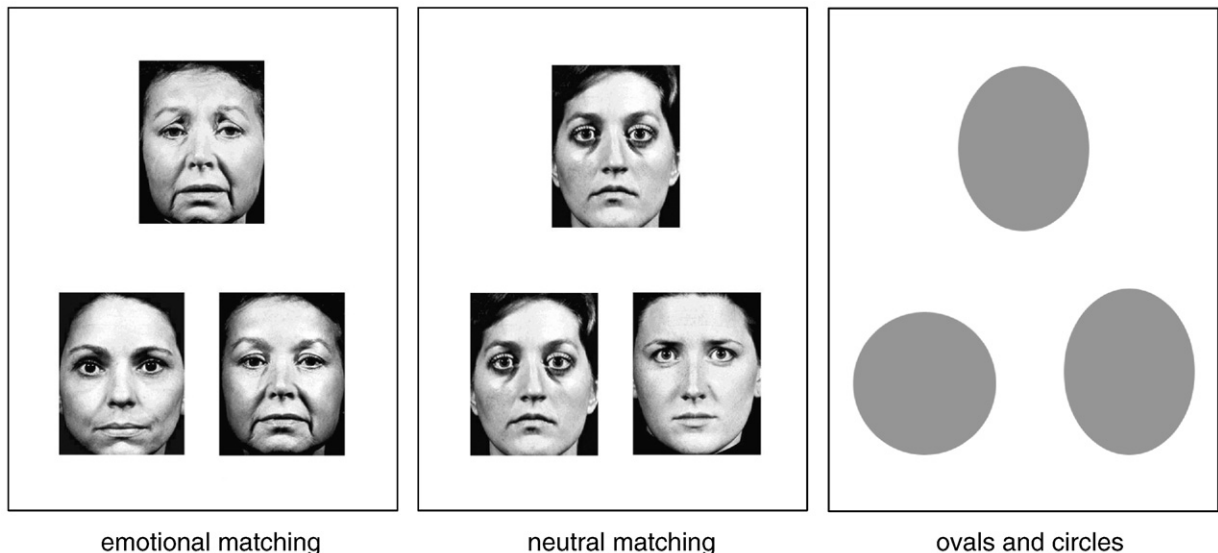 emotional matching
neutral matching
ovals and circles